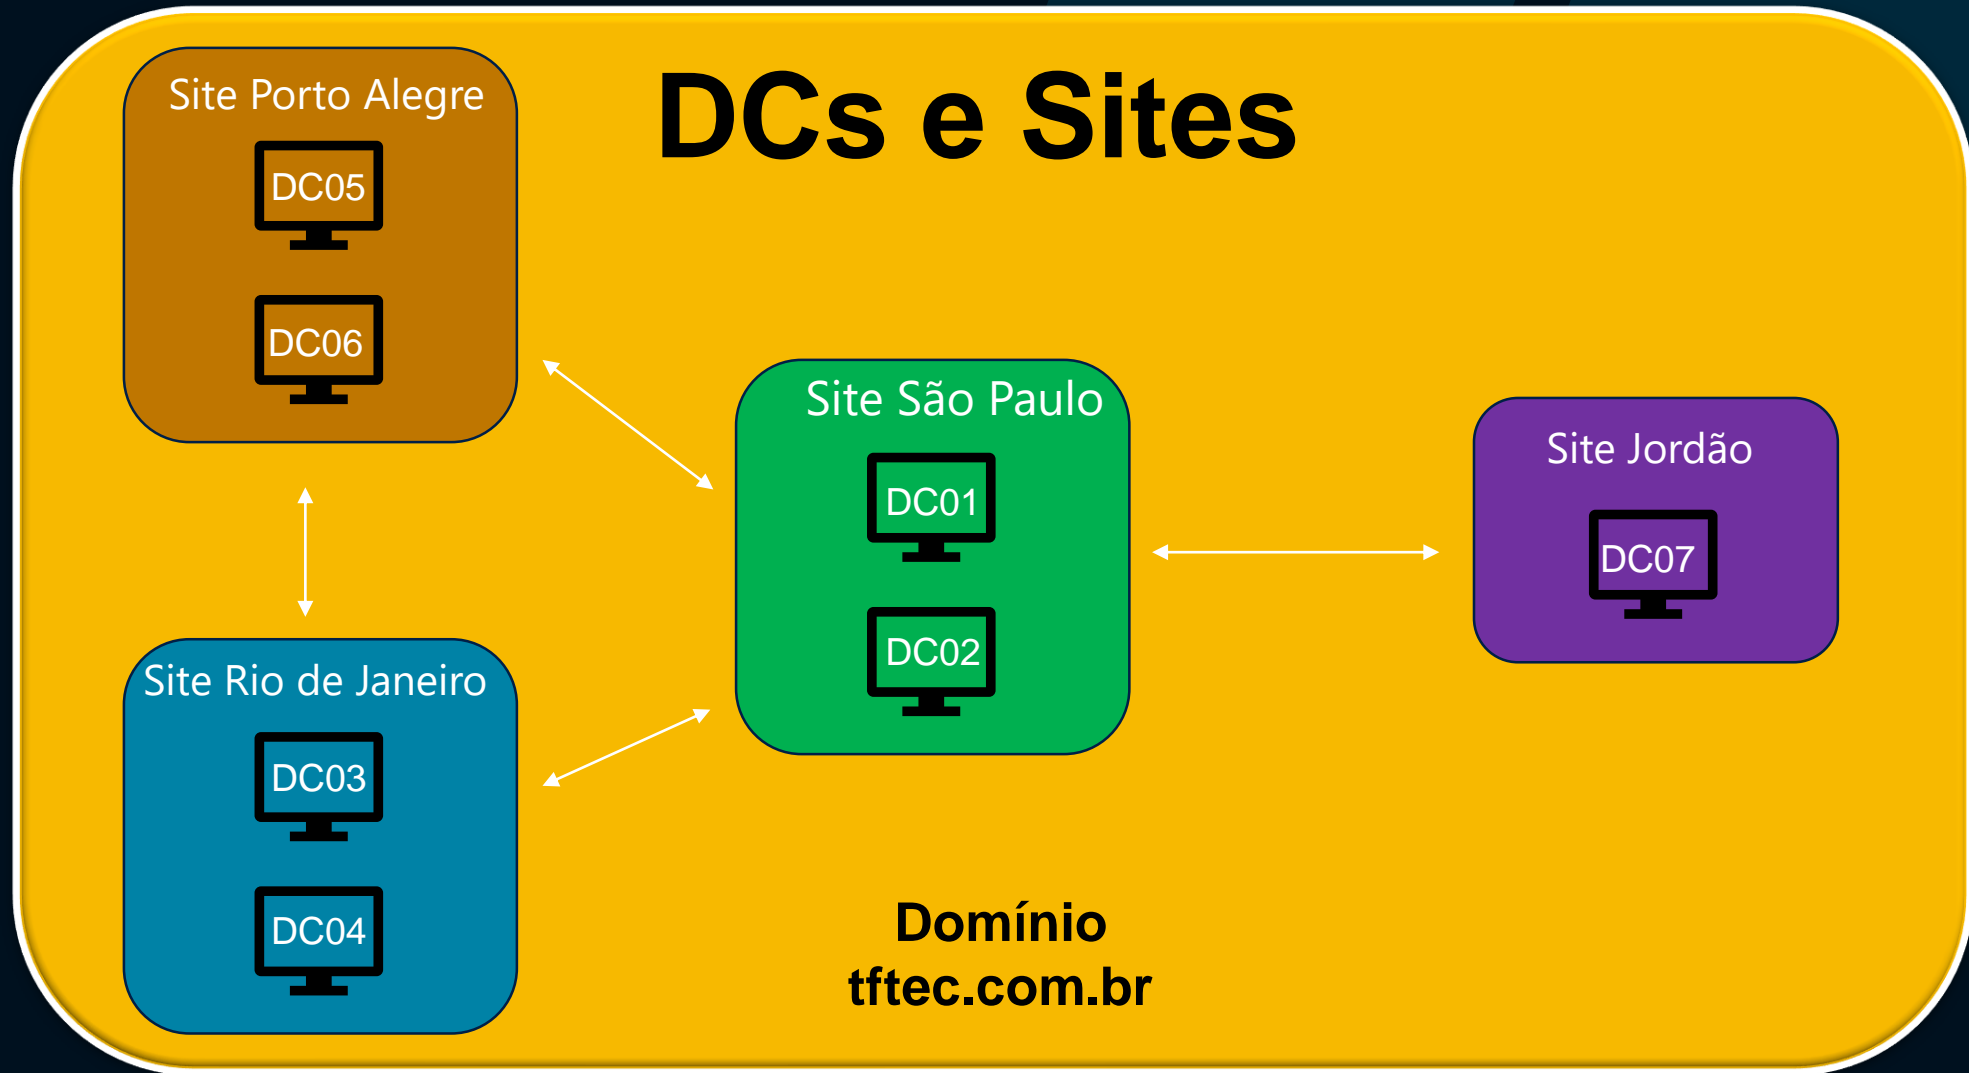 DCs e Sites
Site Porto Alegre
DC05
DC06
Site São Paulo
DC01
DC02
Site Jordão
DC07
Site Rio de Janeiro
DC03
DC04
Domínio
tftec.com.br